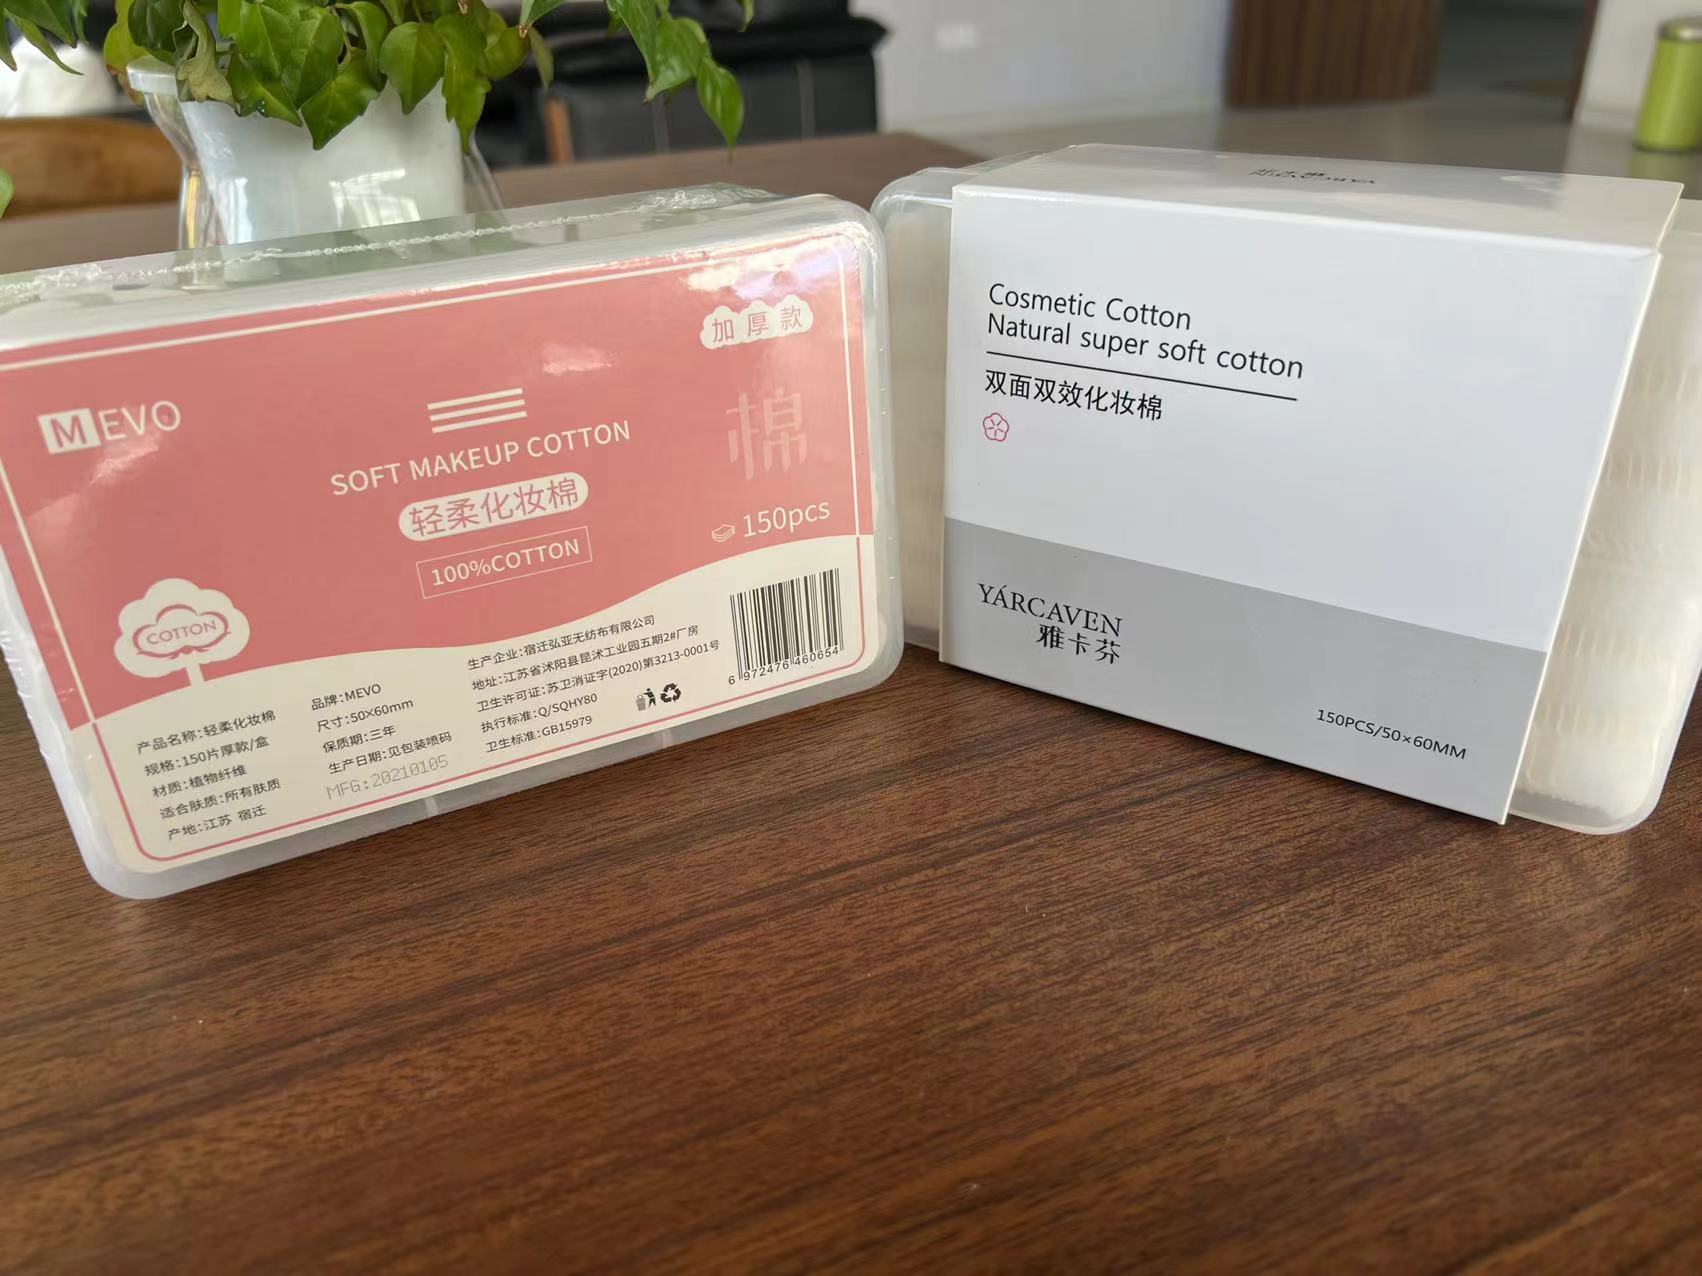 MEVO
加厚款
SOFT MAKEUP COTTON
轻柔化妆棉
100%COTTON
棉
150pcs
COTTON
产品名称:轻柔化妆棉
规格:150片厚款/盒
材质:植物纤维
适合肤质:所有肤质
产地:江苏 宿迁
品牌:MEVO
尺寸:50×60mm
保质期:三年
生产日期:见包装喷码
MFG:20210105
生产企业:宿迁弘亚无纺布有限公司
地址:江苏省沭阳县昆沭工业园五期2#厂房
卫生许可证:苏卫消证字(2020)第3213-0001号
执行标准:Q/SQHY80
卫生标准:GB15979
6 972476 460654
YÁRCAVEN
雅卡芬
Cosmetic Cotton
Natural super soft cotton
双面双效化妆棉
YÁRCAVEN
雅卡芬
150PCS/50×60MM